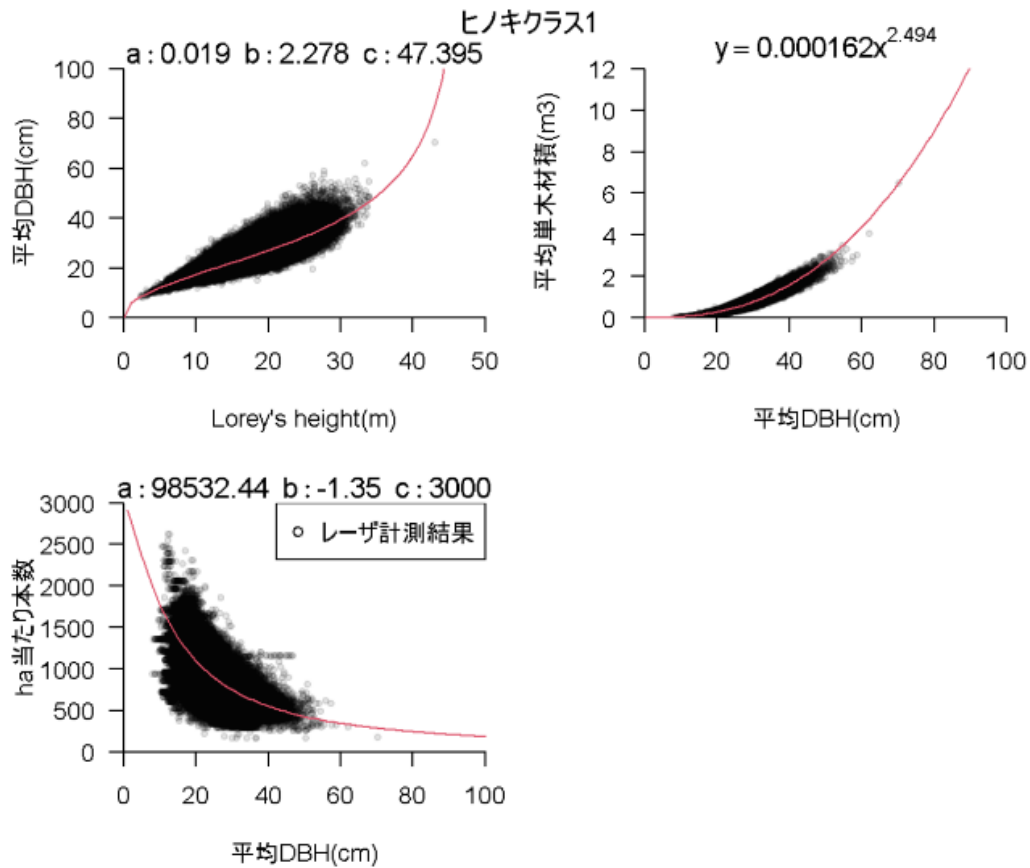 ヒノキクラス1
a : 0.019 b : 2.278 c : 47.395
100
80
60
40
20
0
平均DBH(cm)
0 10 20 30 40 50
Lorey's height(m)
y = 0.000162x^2.494
12
10
8
6
4
2
0
平均単木材積(m3)
0 20 40 60 80 100
平均DBH(cm)
a : 98532.44 b : -1.35 c : 3000
3000
2500
2000
1500
1000
500
0
ha当たり本数
レーザ計測結果
0 20 40 60 80 100
平均DBH(cm)